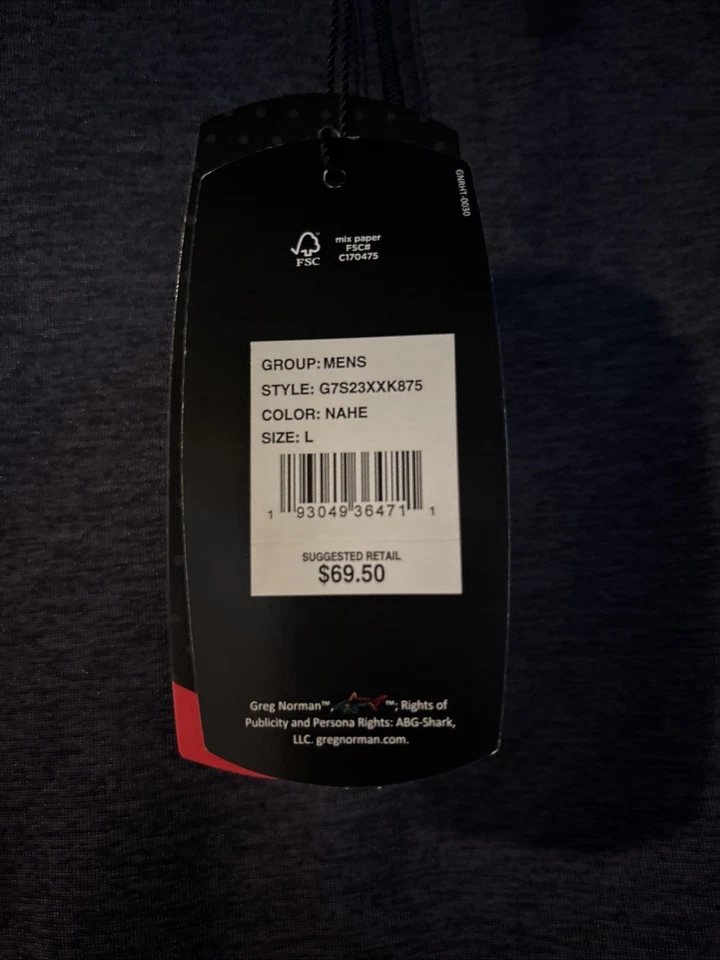 GNRHT-0030
mix paper
FSC#
C170475
FSC
GROUP: MENS
STYLE: G7S23XXK875
COLOR: NAHE
SIZE: L
1 93049 36471 1
SUGGESTED RETAIL
$69.50
Greg Norman™, ™; Rights of
Publicity and Persona Rights: ABG-Shark,
LLC. gregnorman.com.